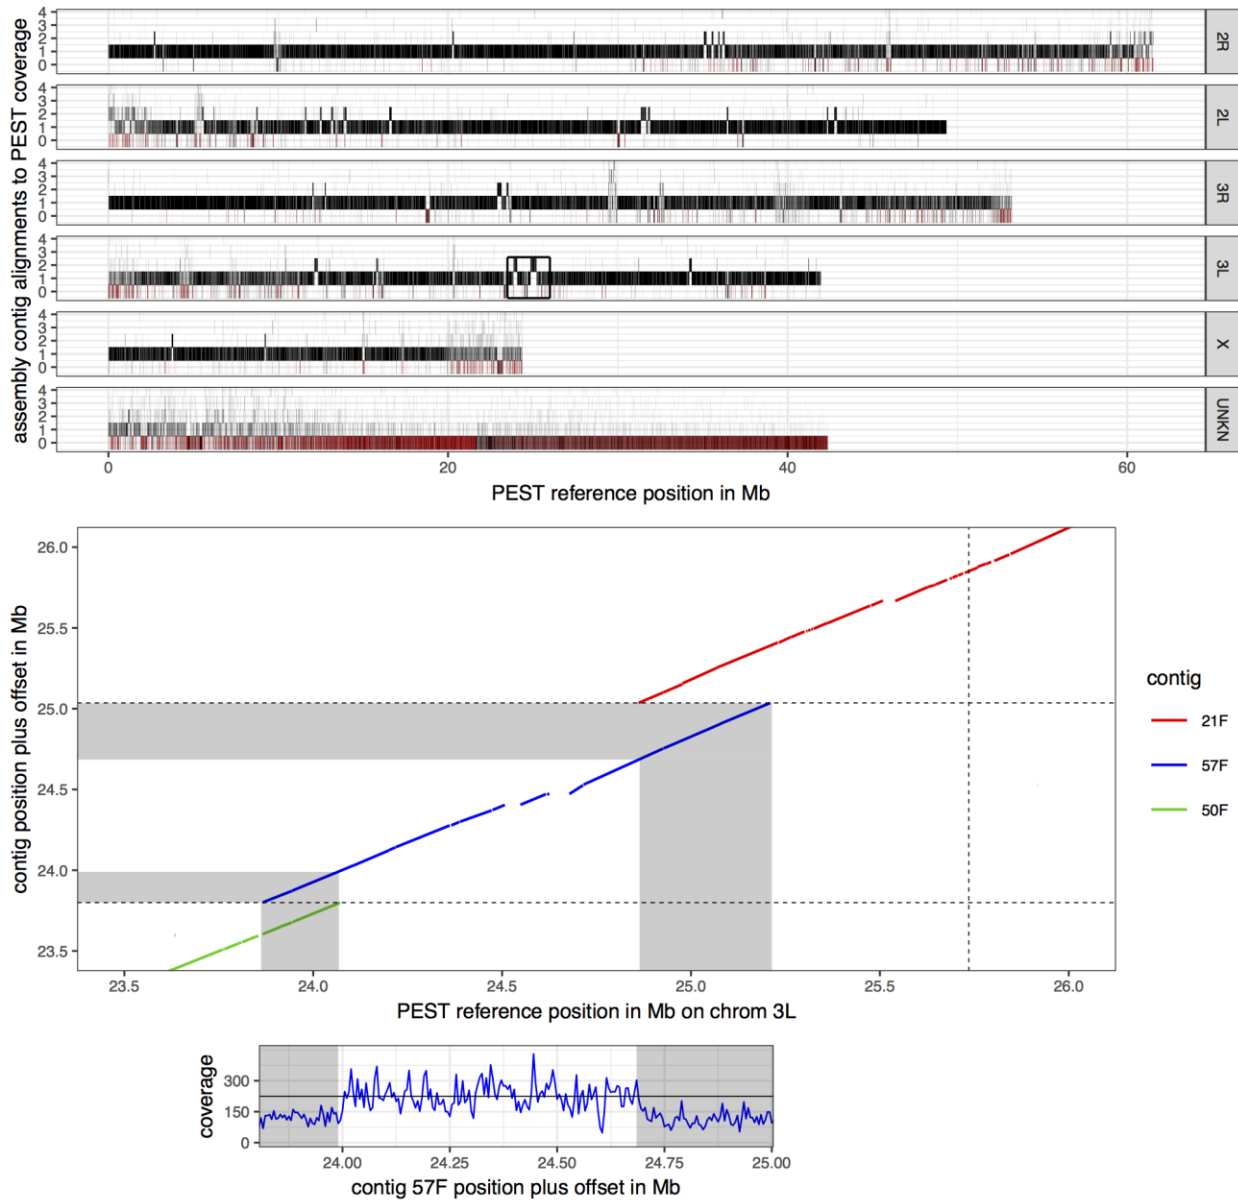 assembly contig alignments to PEST coverage
4
3
2
1
0
2R
4
3
2
1
0
2L
4
3
2
1
0
3R
4
3
2
1
0
3L
4
3
2
1
0
X
4
3
2
1
0
UNKN
0 20 40 60
PEST reference position in Mb
contig position plus offset in Mb
26.0
25.5
25.0
24.5
24.0
23.5
23.5 24.0 24.5 25.0 25.5 26.0
PEST reference position in Mb on chrom 3L
contig
21F
57F
50F
coverage
300
150
0
24.00 24.25 24.50 24.75 25.00
contig 57F position plus offset in Mb